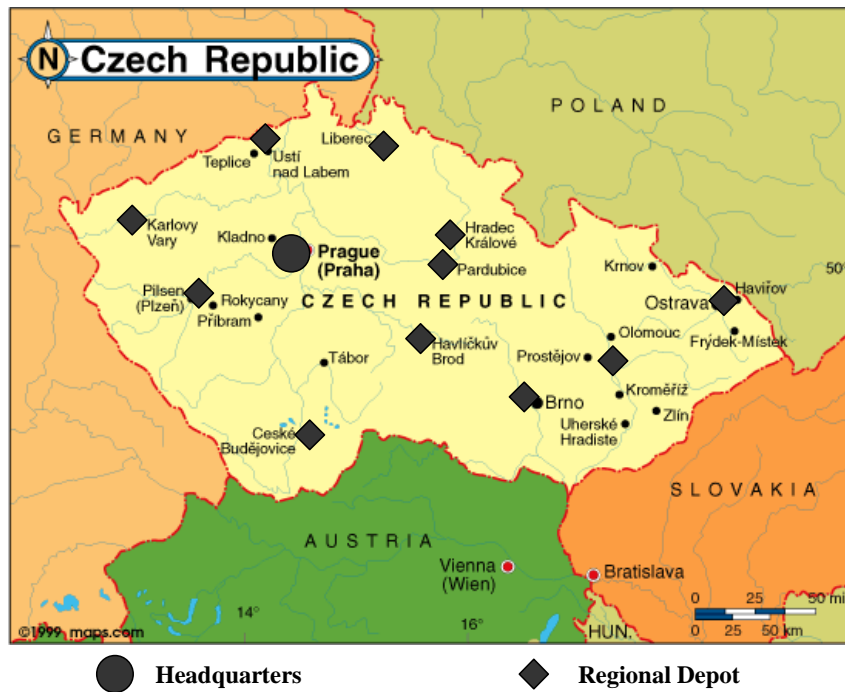 N Czech Republic
POLAND
GERMANY
Liberec
Teplice
Ustí
nad Labem
Karlovy
Vary
Hradec
Králové
Kladno
Prague
(Praha)
Pardubice
Krnov
50°
Pilsen
(Plzeň)
Rokycany
CZECH REPUBLIC
Haviřov
Ostrava
Příbram
Olomouc
Frýdek-Místek
Havlíčkův
Brod
Tábor
Prostějov
Kroměříž
Brno
Zlín
Uherské
Hradiste
České
Budějovice
SLOVAKIA
AUSTRIA
Vienna
(Wien)
Bratislava
0 25 50 mi
0 25 50 km
14°
16°
HUN.
©1999 maps.com
Headquarters
Regional Depot